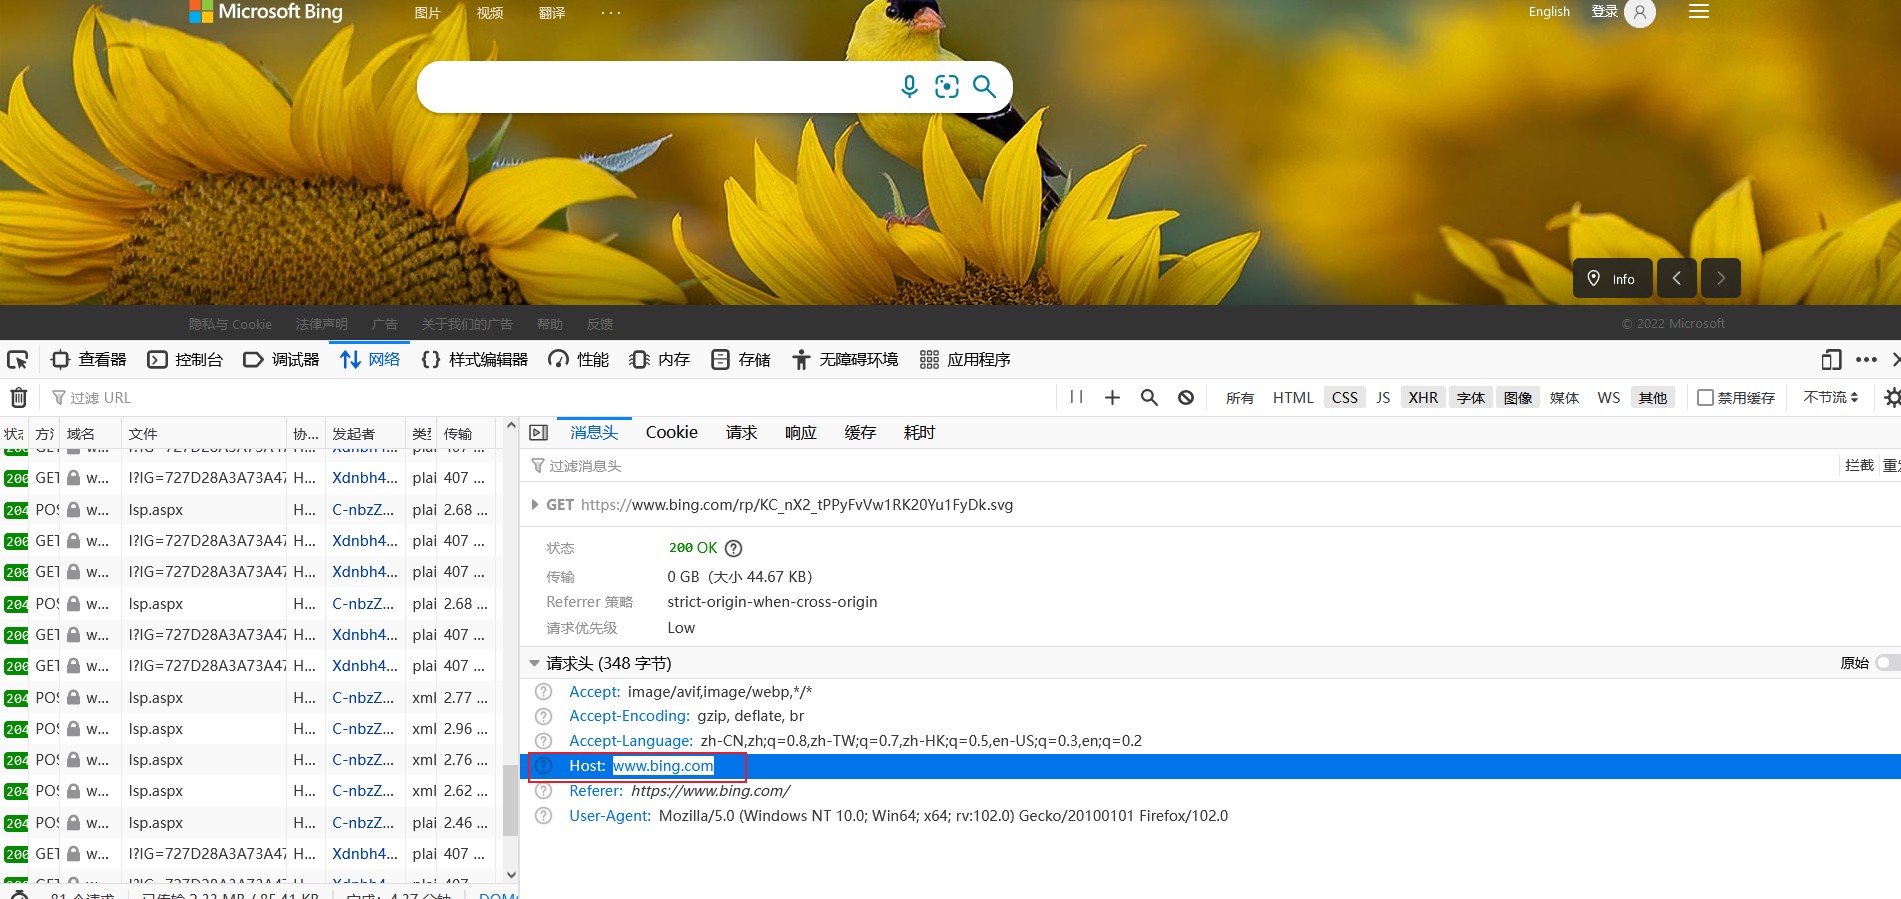 Microsoft Bing 图片 视频 翻译 ··· English 登录
Info
隐私与 Cookie 法律声明 广告 关于我们的广告 帮助 反馈 © 2022 Microsoft
查看器 控制台 调试器 网络 样式编辑器 性能 内存 存储 无障碍环境 应用程序
过滤 URL 所有 HTML CSS JS XHR 字体 图像 媒体 WS 其他 禁用缓存 不节流
域名 文件 协... 发起者 传输
消息头 Cookie 请求 响应 缓存 耗时
过滤消息头 拦截
GET https://www.bing.com/rp/KC_nX2_tPPyFvVw1RK20Yu1FyDk.svg
状态 200 OK
传输 0 GB（大小 44.67 KB）
Referrer 策略 strict-origin-when-cross-origin
请求优先级 Low
请求头 (348 字节) 原始
Accept: image/avif,image/webp,*/*
Accept-Encoding: gzip, deflate, br
Accept-Language: zh-CN,zh;q=0.8,zh-TW;q=0.7,zh-HK;q=0.5,en-US;q=0.3,en;q=0.2
Host: www.bing.com
Referer: https://www.bing.com/
User-Agent: Mozilla/5.0 (Windows NT 10.0; Win64; x64; rv:102.0) Gecko/20100101 Firefox/102.0
200 GET w... l?IG=727D28A3A73A47 H... Xdnbh4... plai 407 ...
204 POS w... lsp.aspx H... C-nbzZ... plai 2.68 ...
200 GET w... l?IG=727D28A3A73A47 H... Xdnbh4... plai 407 ...
200 GET w... l?IG=727D28A3A73A47 H... Xdnbh4... plai 407 ...
204 POS w... lsp.aspx H... C-nbzZ... plai 2.68 ...
200 GET w... l?IG=727D28A3A73A47 H... Xdnbh4... plai 407 ...
200 GET w... l?IG=727D28A3A73A47 H... Xdnbh4... plai 407 ...
204 POS w... lsp.aspx H... C-nbzZ... xml 2.77 ...
204 POS w... lsp.aspx H... C-nbzZ... xml 2.96 ...
204 POS w... lsp.aspx H... C-nbzZ... xml 2.76 ...
204 POS w... lsp.aspx H... C-nbzZ... xml 2.62 ...
204 POS w... lsp.aspx H... C-nbzZ... plai 2.46 ...
200 GET w... l?IG=727D28A3A73A47 H... Xdnbh4... plai 407 ...